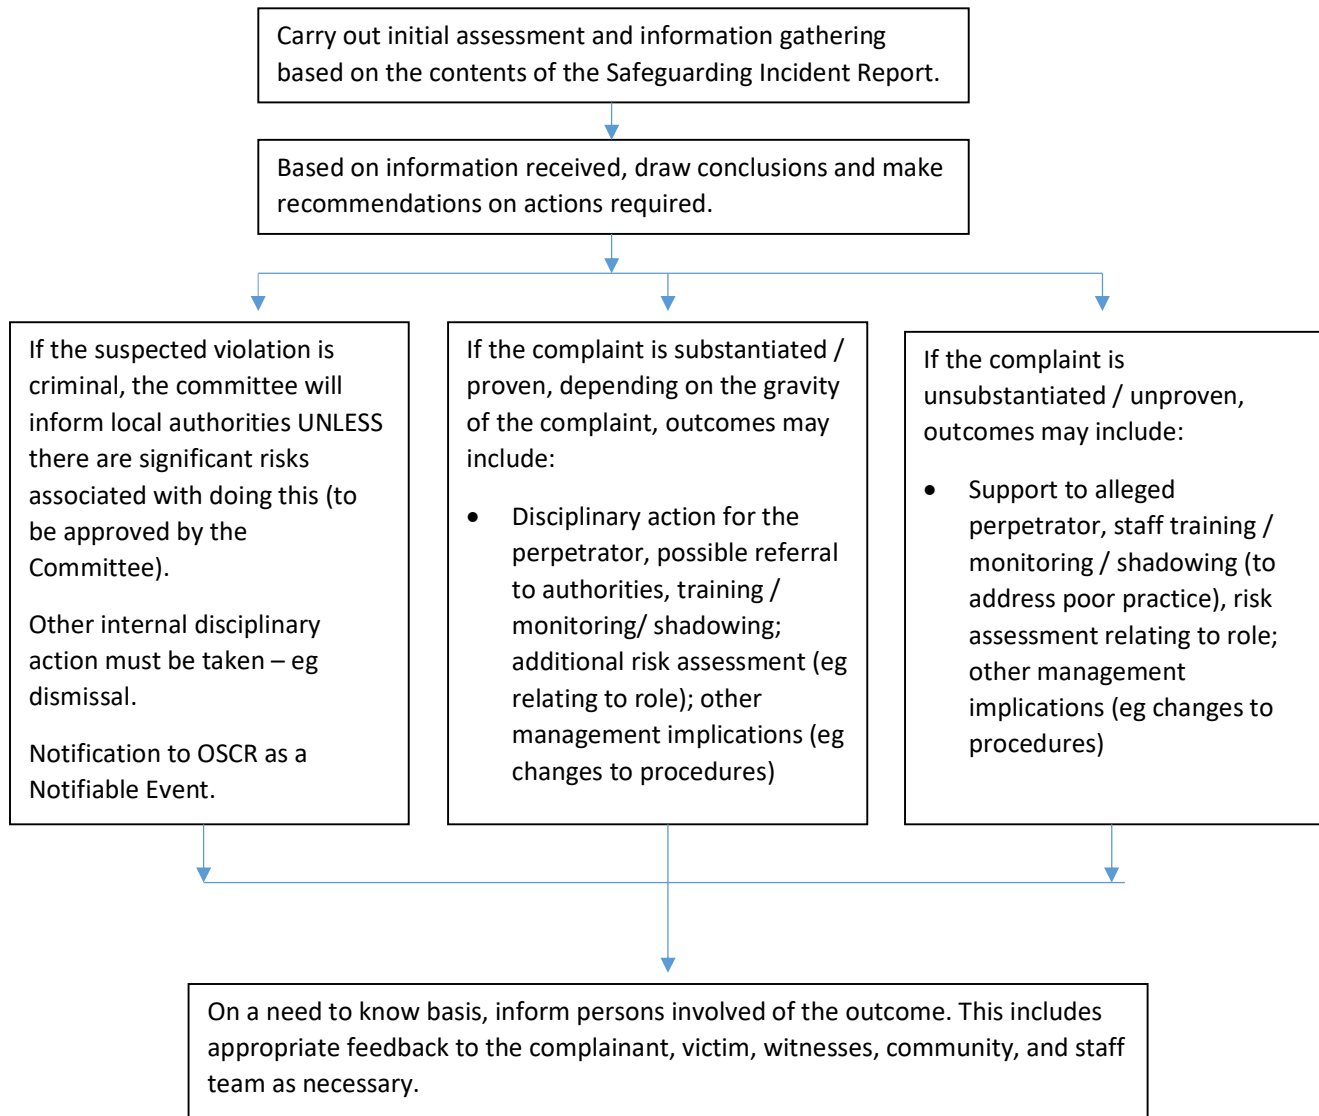 Carry out initial assessment and information gathering
based on the contents of the Safeguarding Incident Report.
Based on information received, draw conclusions and make
recommendations on actions required.
If the suspected violation is
criminal, the committee will
inform local authorities UNLESS
there are significant risks
associated with doing this (to
be approved by the
Committee).
Other internal disciplinary
action must be taken – eg
dismissal.
Notification to OSCR as a
Notifiable Event.
If the complaint is substantiated /
proven, depending on the gravity
of the complaint, outcomes may
include:
• Disciplinary action for the
perpetrator, possible referral
to authorities, training /
monitoring/ shadowing;
additional risk assessment (eg
relating to role); other
management implications (eg
changes to procedures)
If the complaint is
unsubstantiated / unproven,
outcomes may include:
• Support to alleged
perpetrator, staff training /
monitoring / shadowing (to
address poor practice), risk
assessment relating to role;
other management
implications (eg changes to
procedures)
On a need to know basis, inform persons involved of the outcome. This includes
appropriate feedback to the complainant, victim, witnesses, community, and staff
team as necessary.